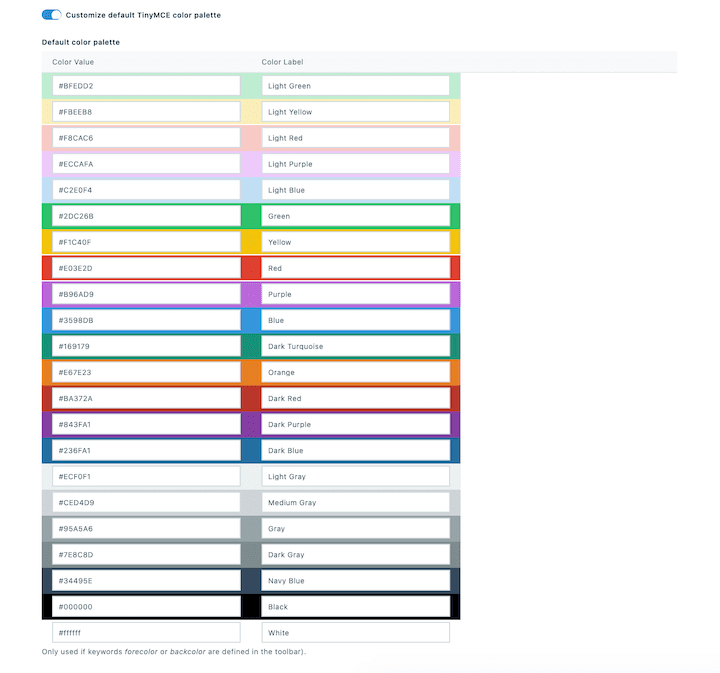 Customize default TinyMCE color palette
Default color palette
Color Value Color Label
#BFEDD2 Light Green
#FBEEB8 Light Yellow
#F8CAC6 Light Red
#ECCAFA Light Purple
#C2E0F4 Light Blue
#2DC26B Green
#F1C40F Yellow
#E03E2D Red
#B96AD9 Purple
#3598DB Blue
#169179 Dark Turquoise
#E67E23 Orange
#BA372A Dark Red
#843FA1 Dark Purple
#236FA1 Dark Blue
#ECF0F1 Light Gray
#CED4D9 Medium Gray
#95A5A6 Gray
#7E8C8D Dark Gray
#34495E Navy Blue
#000000 Black
#ffffff White
Only used if keywords forecolor or backcolor are defined in the toolbar).